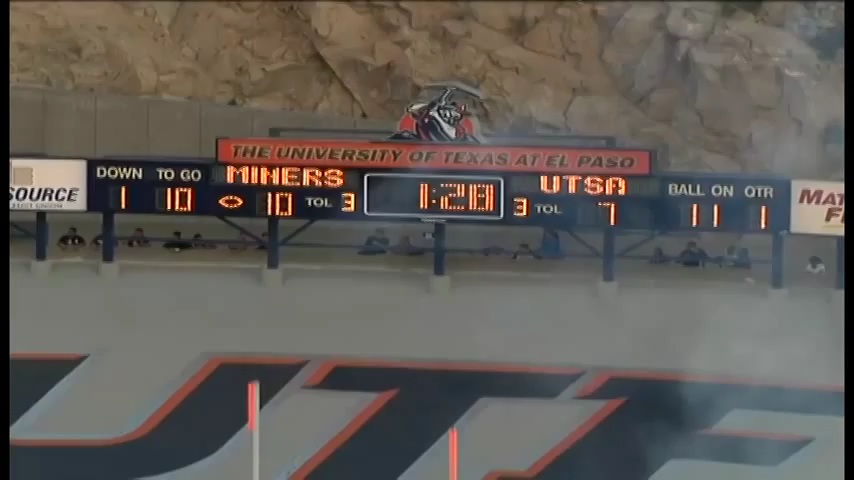 THE UNIVERSITY OF TEXAS AT EL PASO
SOURCE
DOWN TO GO MINERS 1:28 UTSA BALL ON QTR
1 10 10 TOL 3 3 TOL 7 11 1
UTE